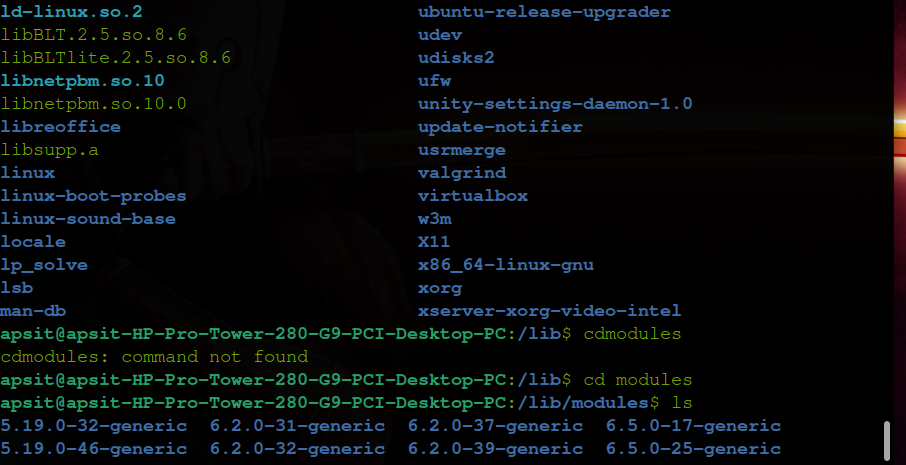 ld-linux.so.2 ubuntu-release-upgrader
libBLT.2.5.so.8.6 udev
libBLTlite.2.5.so.8.6 udisks2
libnetpbm.so.10 ufw
libnetpbm.so.10.0 unity-settings-daemon-1.0
libreoffice update-notifier
libsupp.a usrmerge
linux valgrind
linux-boot-probes virtualbox
linux-sound-base w3m
locale X11
lp_solve x86_64-linux-gnu
lsb xorg
man-db xserver-xorg-video-intel
apsit@apsit-HP-Pro-Tower-280-G9-PCI-Desktop-PC:/lib$ cdmodules
cdmodules: command not found
apsit@apsit-HP-Pro-Tower-280-G9-PCI-Desktop-PC:/lib$ cd modules
apsit@apsit-HP-Pro-Tower-280-G9-PCI-Desktop-PC:/lib/modules$ ls
5.19.0-32-generic 6.2.0-31-generic 6.2.0-37-generic 6.5.0-17-generic
5.19.0-46-generic 6.2.0-32-generic 6.2.0-39-generic 6.5.0-25-generic